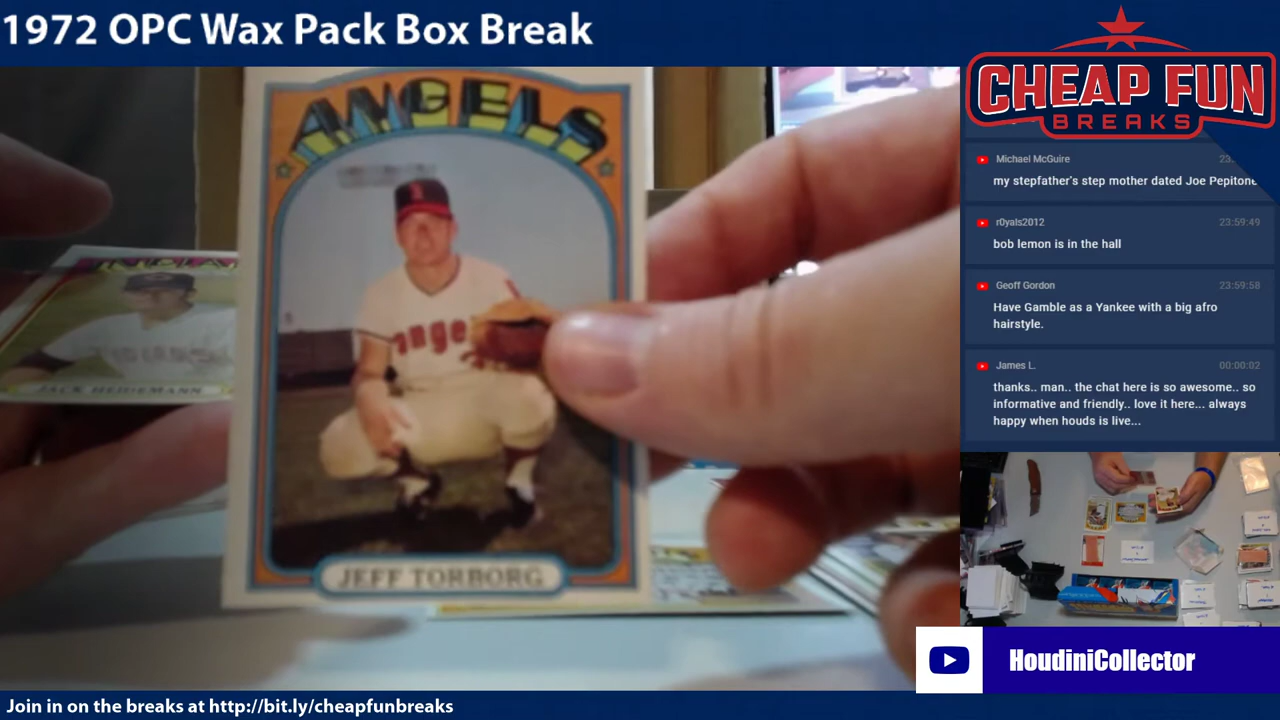 1972 OPC Wax Pack Box Break
CHEAP FUN
BREAKS
Michael McGuire
my stepfather's step mother dated Joe Pepitone
r0yals2012 23:59:49
bob lemon is in the hall
Geoff Gordon 23:59:58
Have Gamble as a Yankee with a big afro
hairstyle.
James L. 00:00:02
thanks.. man.. the chat here is so awesome.. so
informative and friendly.. love it here... always
happy when houds is live...
ANGELS
ange
JEFF TORBORG
JACK HEIDEMANN
HoudiniCollector
Join in on the breaks at http://bit.ly/cheapfunbreaks